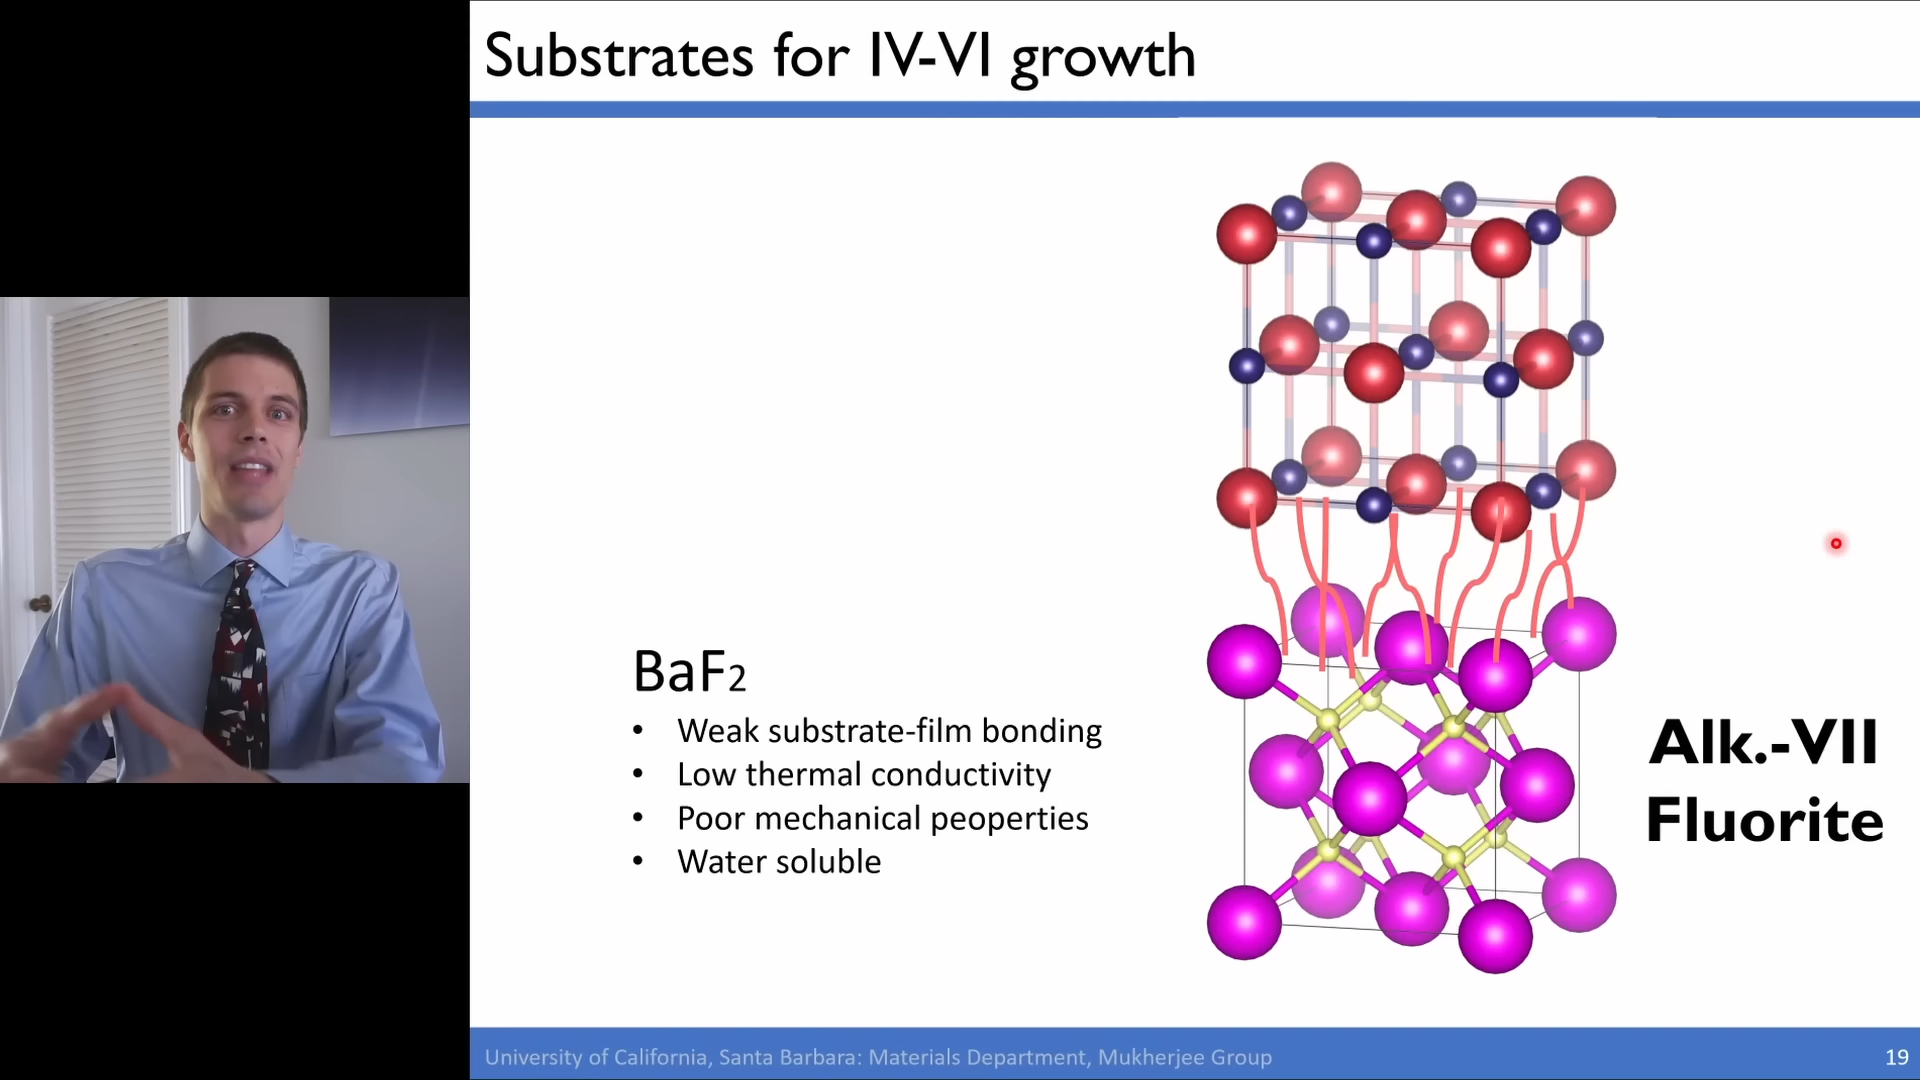 Substrates for IV-VI growth
BaF2
• Weak substrate-film bonding
• Low thermal conductivity
• Poor mechanical peoperties
• Water soluble
Alk.-VII
Fluorite
University of California, Santa Barbara: Materials Department, Mukherjee Group
19